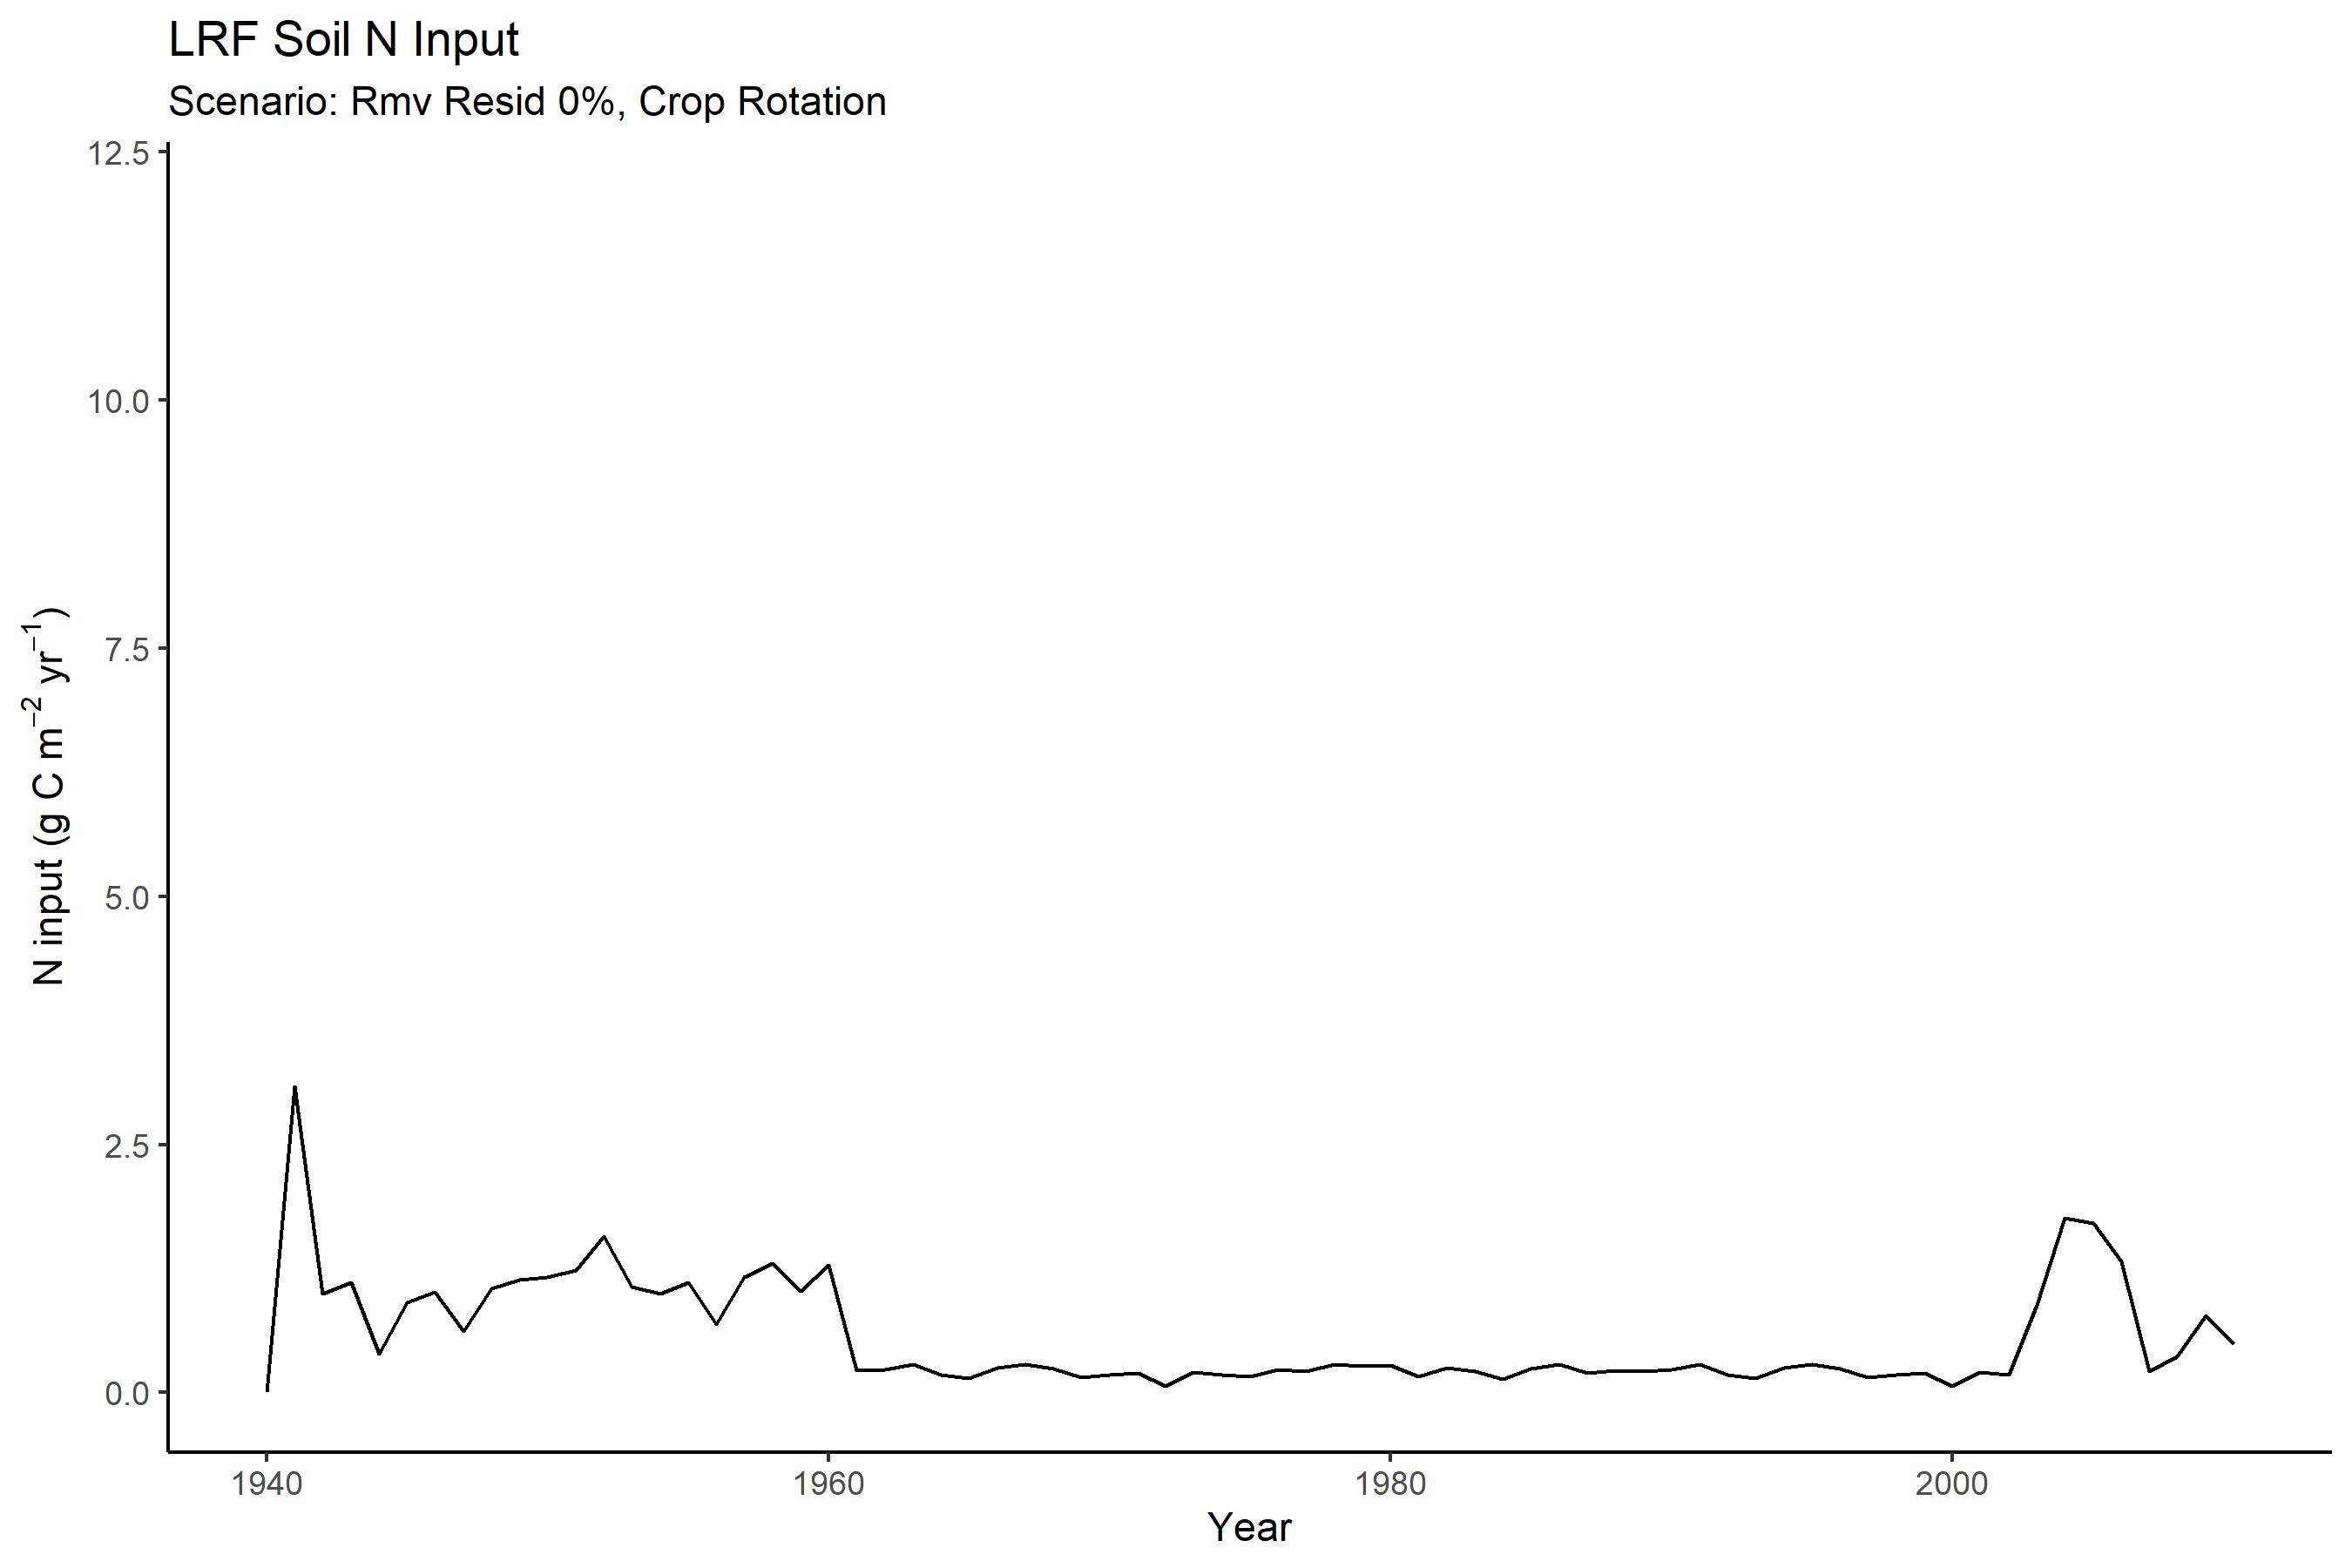 LRF Soil N Input
Scenario: Rmv Resid 0%, Crop Rotation
12.5
10.0
7.5
5.0
2.5
0.0
N input (g C m⁻² yr⁻¹)
1940 1960 1980 2000
Year